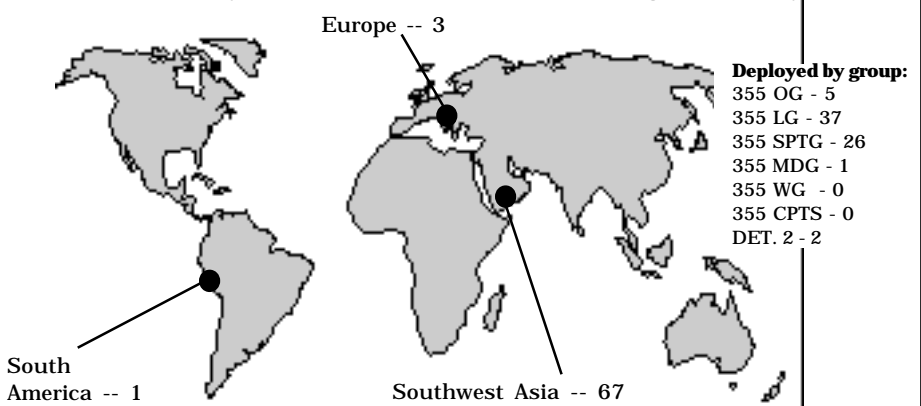 Europe -- 3
Deployed by group:
355 OG - 5
355 LG - 37
355 SPTG - 26
355 MDG - 1
355 WG - 0
355 CPTS - 0
DET. 2 - 2
South
America -- 1
Southwest Asia -- 67